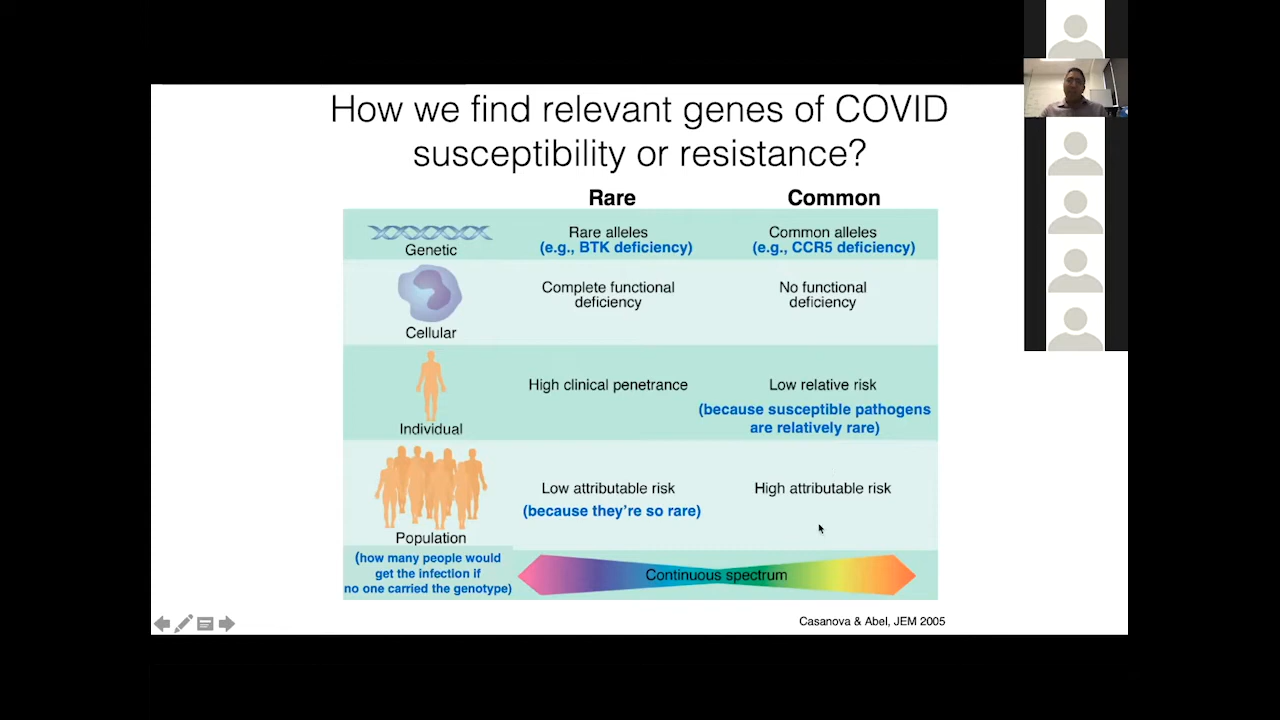 How we find relevant genes of COVID
susceptibility or resistance?
Rare
Common
Genetic
Rare alleles
(e.g., BTK deficiency)
Common alleles
(e.g., CCR5 deficiency)
Cellular
Complete functional
deficiency
No functional
deficiency
Individual
High clinical penetrance
Low relative risk
(because susceptible pathogens
are relatively rare)
Population
(how many people would
get the infection if
no one carried the genotype)
Low attributable risk
(because they're so rare)
High attributable risk
Continuous spectrum
Casanova & Abel, JEM 2005